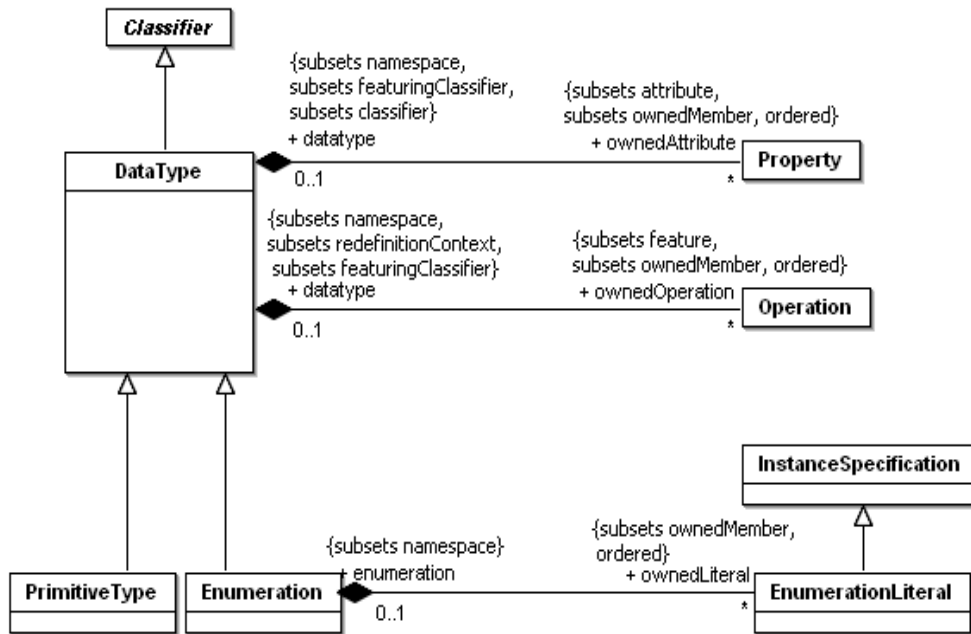 Classifier
{subsets namespace,
subsets featuringClassifier,
subsets classifier}
+ datatype
0..1
{subsets attribute,
subsets ownedMember, ordered}
+ ownedAttribute
*
Property
DataType
{subsets namespace,
subsets redefinitionContext,
subsets featuringClassifier}
+ datatype
0..1
{subsets feature,
subsets ownedMember, ordered}
+ ownedOperation
*
Operation
InstanceSpecification
{subsets namespace}
+ enumeration
0..1
{subsets ownedMember,
ordered}
+ ownedLiteral
*
PrimitiveType
Enumeration
EnumerationLiteral